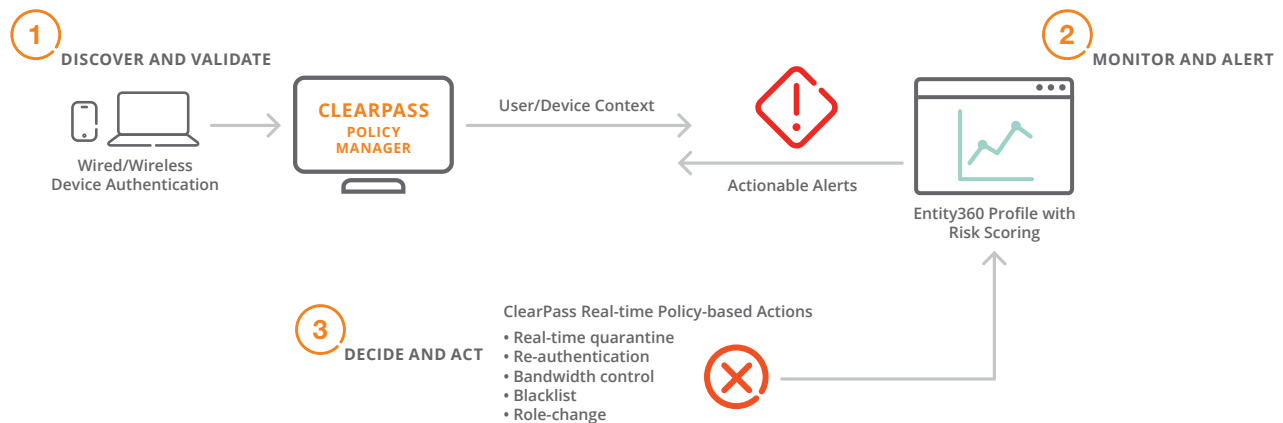 1
DISCOVER AND VALIDATE
Wired/Wireless
Device Authentication
CLEARPASS
POLICY
MANAGER
User/Device Context
Actionable Alerts
2
MONITOR AND ALERT
Entity360 Profile with
Risk Scoring
3
DECIDE AND ACT
ClearPass Real-time Policy-based Actions
• Real-time quarantine
• Re-authentication
• Bandwidth control
• Blacklist
• Role-change